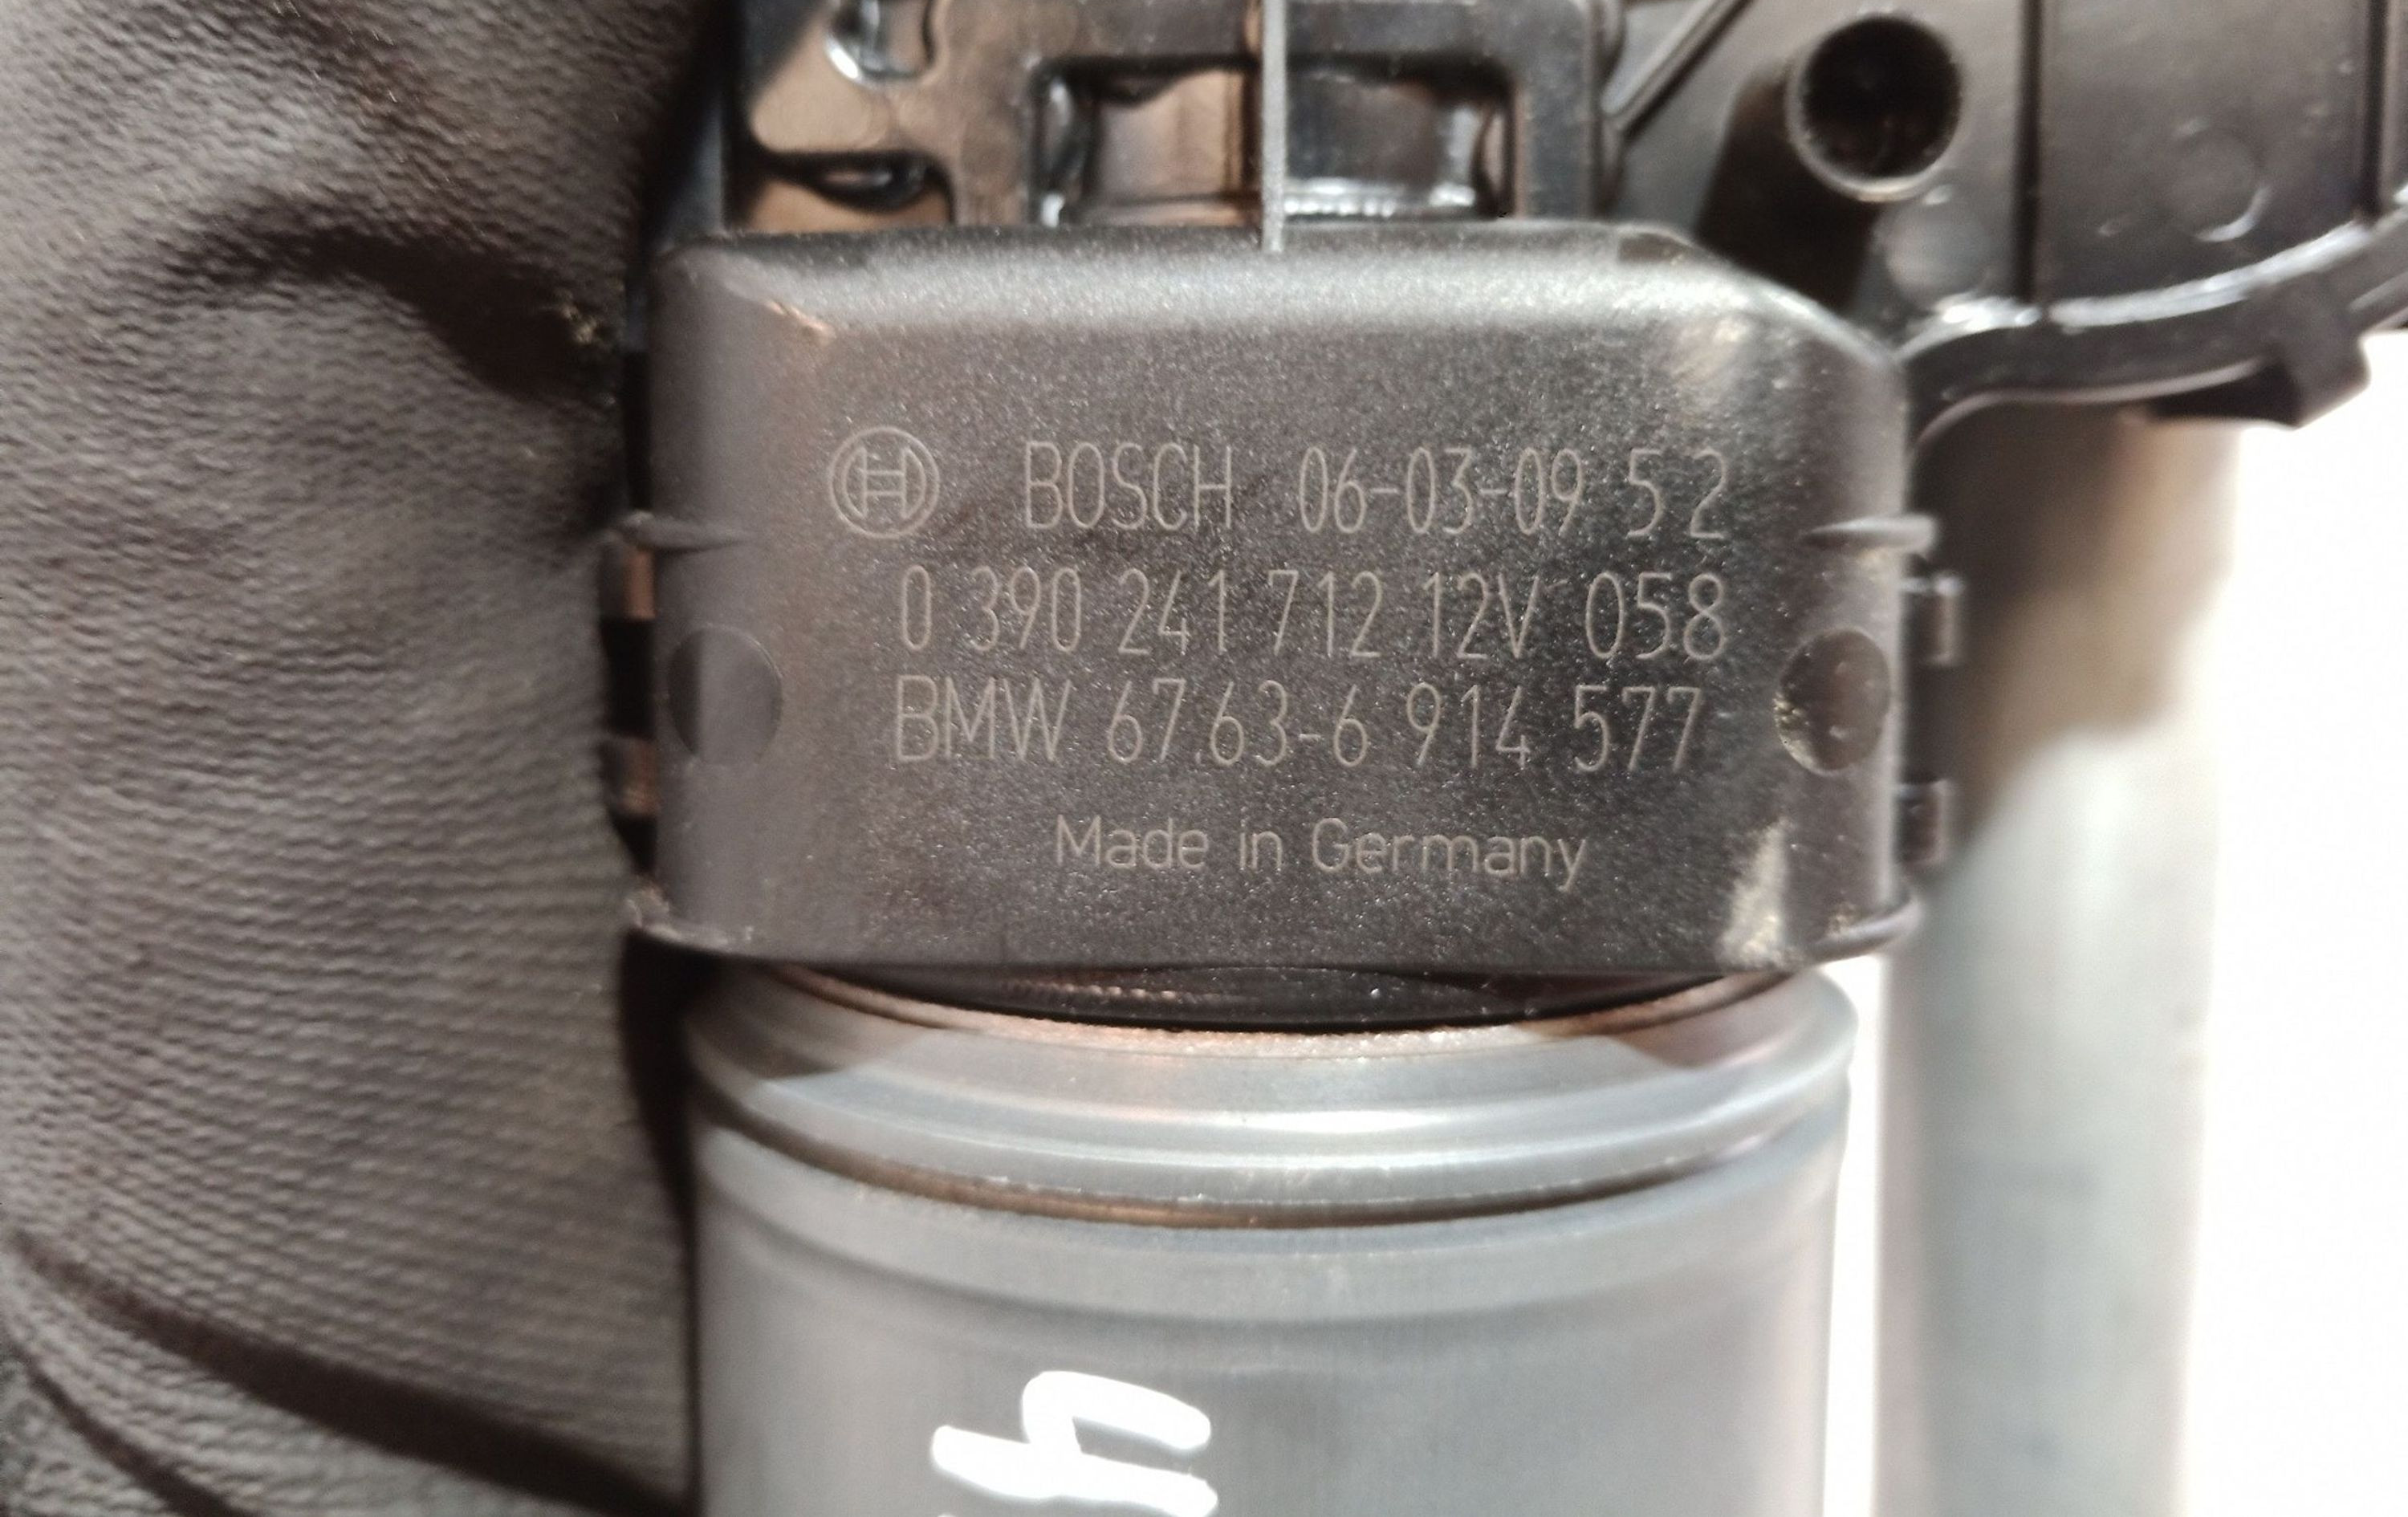 BOSCH 06-03-09 5 2
0 390 241 712 12V 058
BMW 67.63-6 914 577
Made in Germany